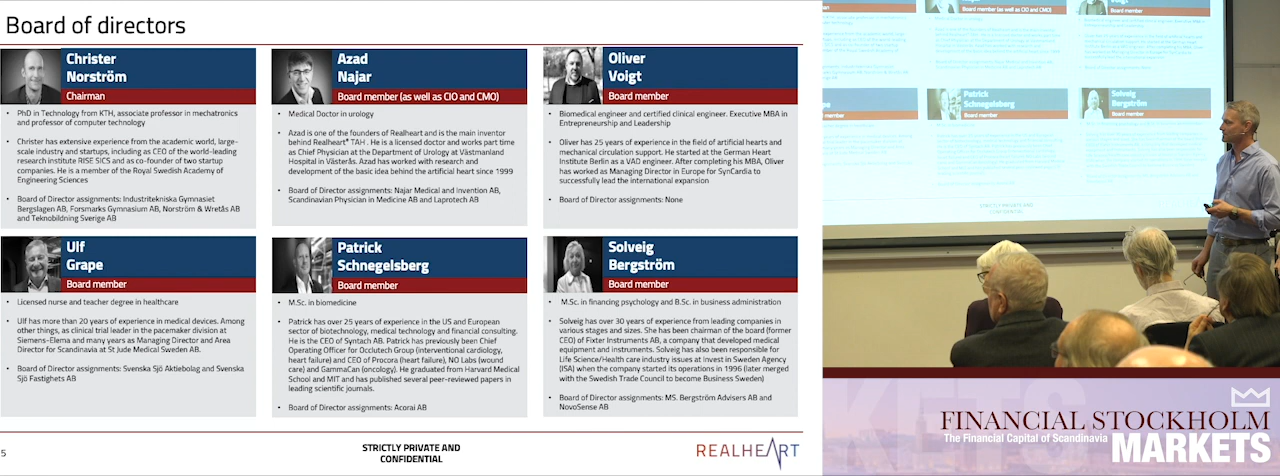 Board of directors
Christer
Norström
Chairman
• PhD in Technology from KTH, associate professor in mechatronics
and professor of computer technology
• Christer has extensive experience from the academic world, large-
scale industry and startups, including as CEO of the world-leading
research institute RISE SICS and as co-founder of two startup
companies. He is a member of the Royal Swedish Academy of
Engineering Sciences
• Board of Director assignments: Industritekniska Gymnasiet
Bergslagen AB, Forsmarks Gymnasium AB, Norström & Wretås AB
and Teknobildning Sverige AB
Azad
Najar
Board member (as well as CIO and CMO)
• Medical Doctor in urology
• Azad is one of the founders of Realheart and is the main inventor
behind Realheart® TAH . He is a licensed doctor and works part time
as Chief Physician at the Department of Urology at Västmanland
Hospital in Västerås. Azad has worked with research and
development of the basic idea behind the artificial heart since 1999
• Board of Director assignments: Najar Medical and Invention AB,
Scandinavian Physician in Medicine AB and Laprotech AB
Oliver
Voigt
Board member
• Biomedical engineer and certified clinical engineer. Executive MBA in
Entrepreneurship and Leadership
• Oliver has 25 years of experience in the field of artificial hearts and
mechanical circulation support. He started at the German Heart
Institute Berlin as a VAD engineer. After completing his MBA, Oliver
has worked as Managing Director in Europe for SynCardia to
successfully lead the international expansion
• Board of Director assignments: None
Ulf
Grape
Board member
• Licensed nurse and teacher degree in healthcare
• Ulf has more than 20 years of experience in medical devices. Among
other things, as clinical trial leader in the pacemaker division at
Siemens-Elema and many years as Managing Director and Area
Director for Scandinavia at St Jude Medical Sweden AB.
• Board of Director assignments: Svenska Sjö Aktiebolag and Svenska
Sjö Fastighets AB
Patrick
Schnegelsberg
Board member
• M.Sc. in biomedicine
• Patrick has over 25 years of experience in the US and European
sector of biotechnology, medical technology and financial consulting.
He is the CEO of Syntach AB. Patrick has previously been Chief
Operating Officer for Occlutech Group (interventional cardiology,
heart failure) and CEO of Procora (heart failure), NO Labs (wound
care) and GammaCan (oncology). He graduated from Harvard Medical
School and MIT and has published several peer-reviewed papers in
leading scientific journals.
• Board of Director assignments: Acorai AB
Solveig
Bergström
Board member
• M.Sc. in financing psychology and B.Sc. in business administration
• Solveig has over 30 years of experience from leading companies in
various stages and sizes. She has been chairman of the board (former
CEO) of Fixter Instruments AB, a company that developed medical
equipment and instruments. Solveig has also been responsible for
Life Science/Health care industry issues at Invest in Sweden Agency
(ISA) when the company started its operations in 1996 (later merged
with the Swedish Trade Council to become Business Sweden)
• Board of Director assignments: MS. Bergström Advisers AB and
NovoSense AB
5
STRICTLY PRIVATE AND
CONFIDENTIAL
REALHEART
Board member (as well as CIO and CMO)
Voigt
Board member
Patrick
Schnegelsberg
Board member
Solveig
Bergström
Board member
STRICTLY PRIVATE AND
CONFIDENTIAL
KETS
FINANCIAL STOCKHOLM
The Financial Capital of Scandinavia
MARKETS